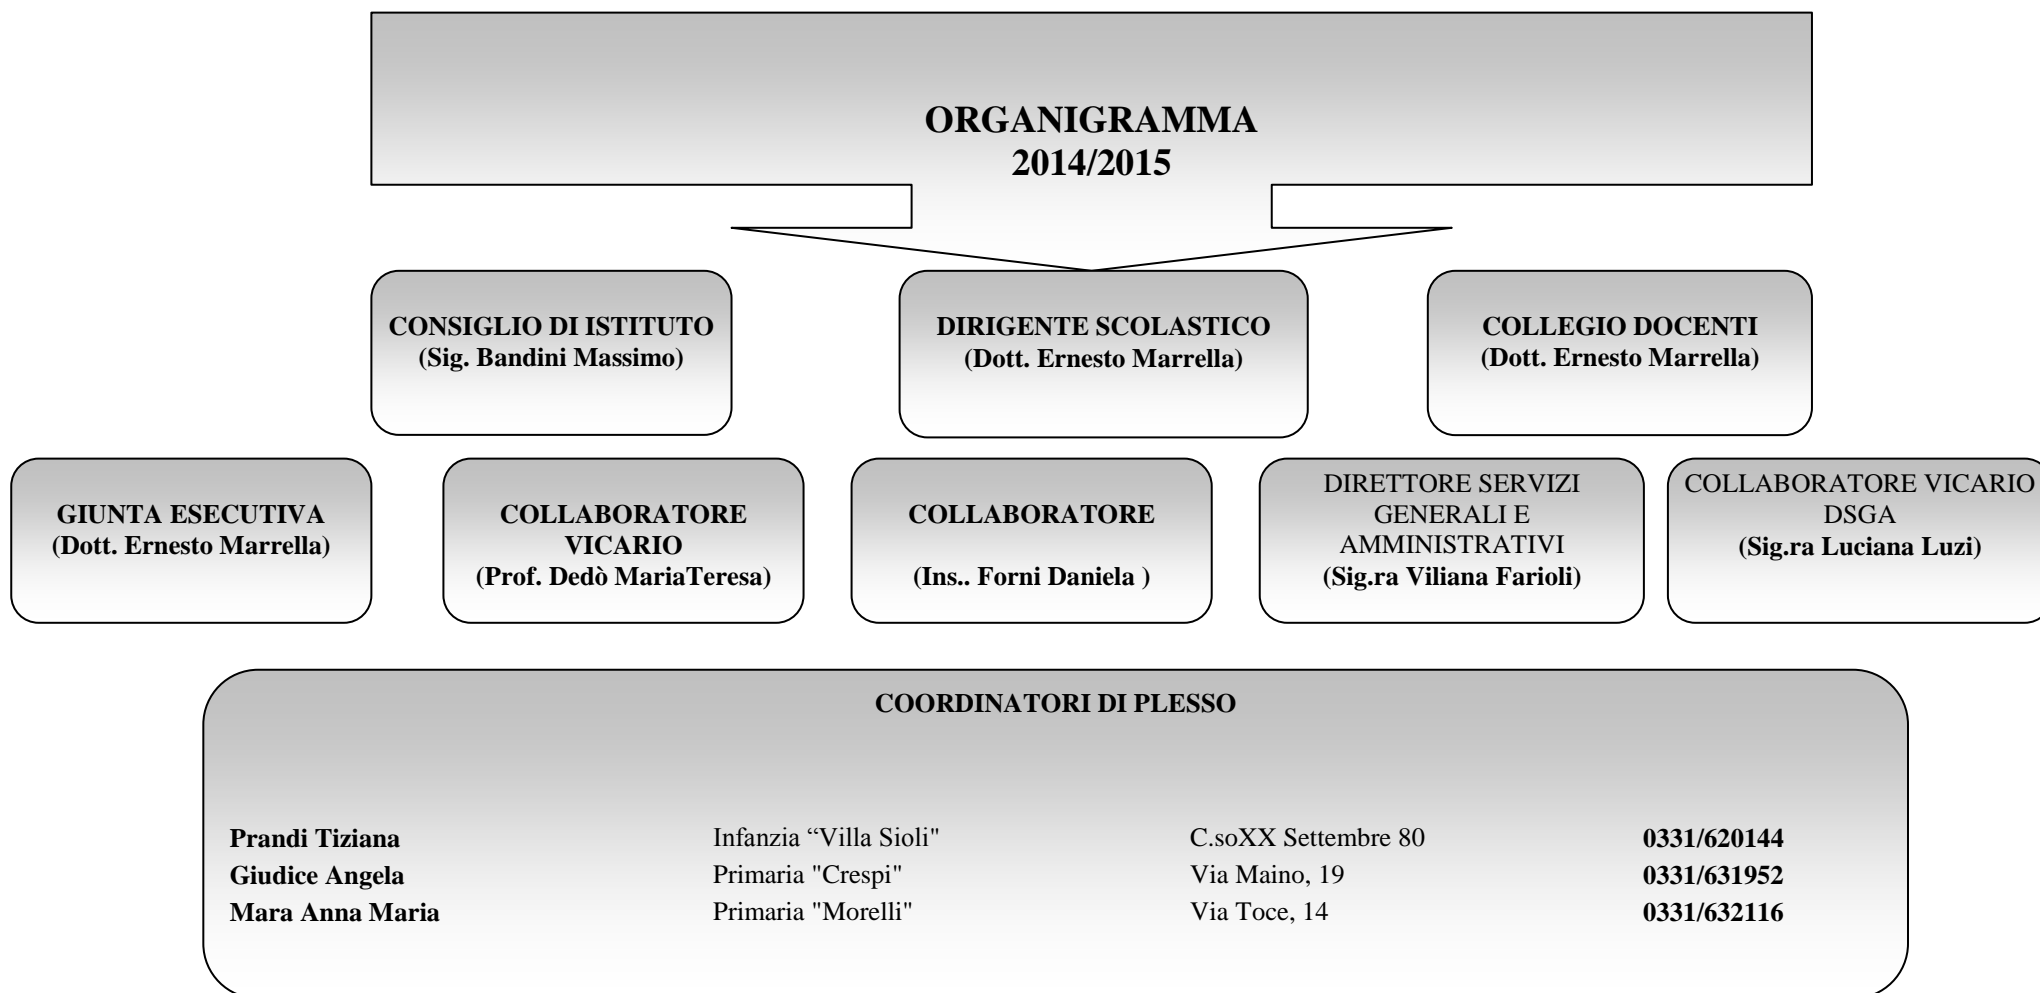 ORGANIGRAMMA
2014/2015
CONSIGLIO DI ISTITUTO
(Sig. Bandini Massimo)
DIRIGENTE SCOLASTICO
(Dott. Ernesto Marrella)
COLLEGIO DOCENTI
(Dott. Ernesto Marrella)
GIUNTA ESECUTIVA
(Dott. Ernesto Marrella)
COLLABORATORE
VICARIO
(Prof. Dedò MariaTeresa)
COLLABORATORE
(Ins.. Forni Daniela )
DIRETTORE SERVIZI
GENERALI E
AMMINISTRATIVI
(Sig.ra Viliana Farioli)
COLLABORATORE VICARIO
DSGA
(Sig.ra Luciana Luzi)
COORDINATORI DI PLESSO
Prandi Tiziana Infanzia “Villa Sioli" C.soXX Settembre 80 0331/620144
Giudice Angela Primaria "Crespi" Via Maino, 19 0331/631952
Mara Anna Maria Primaria "Morelli" Via Toce, 14 0331/632116